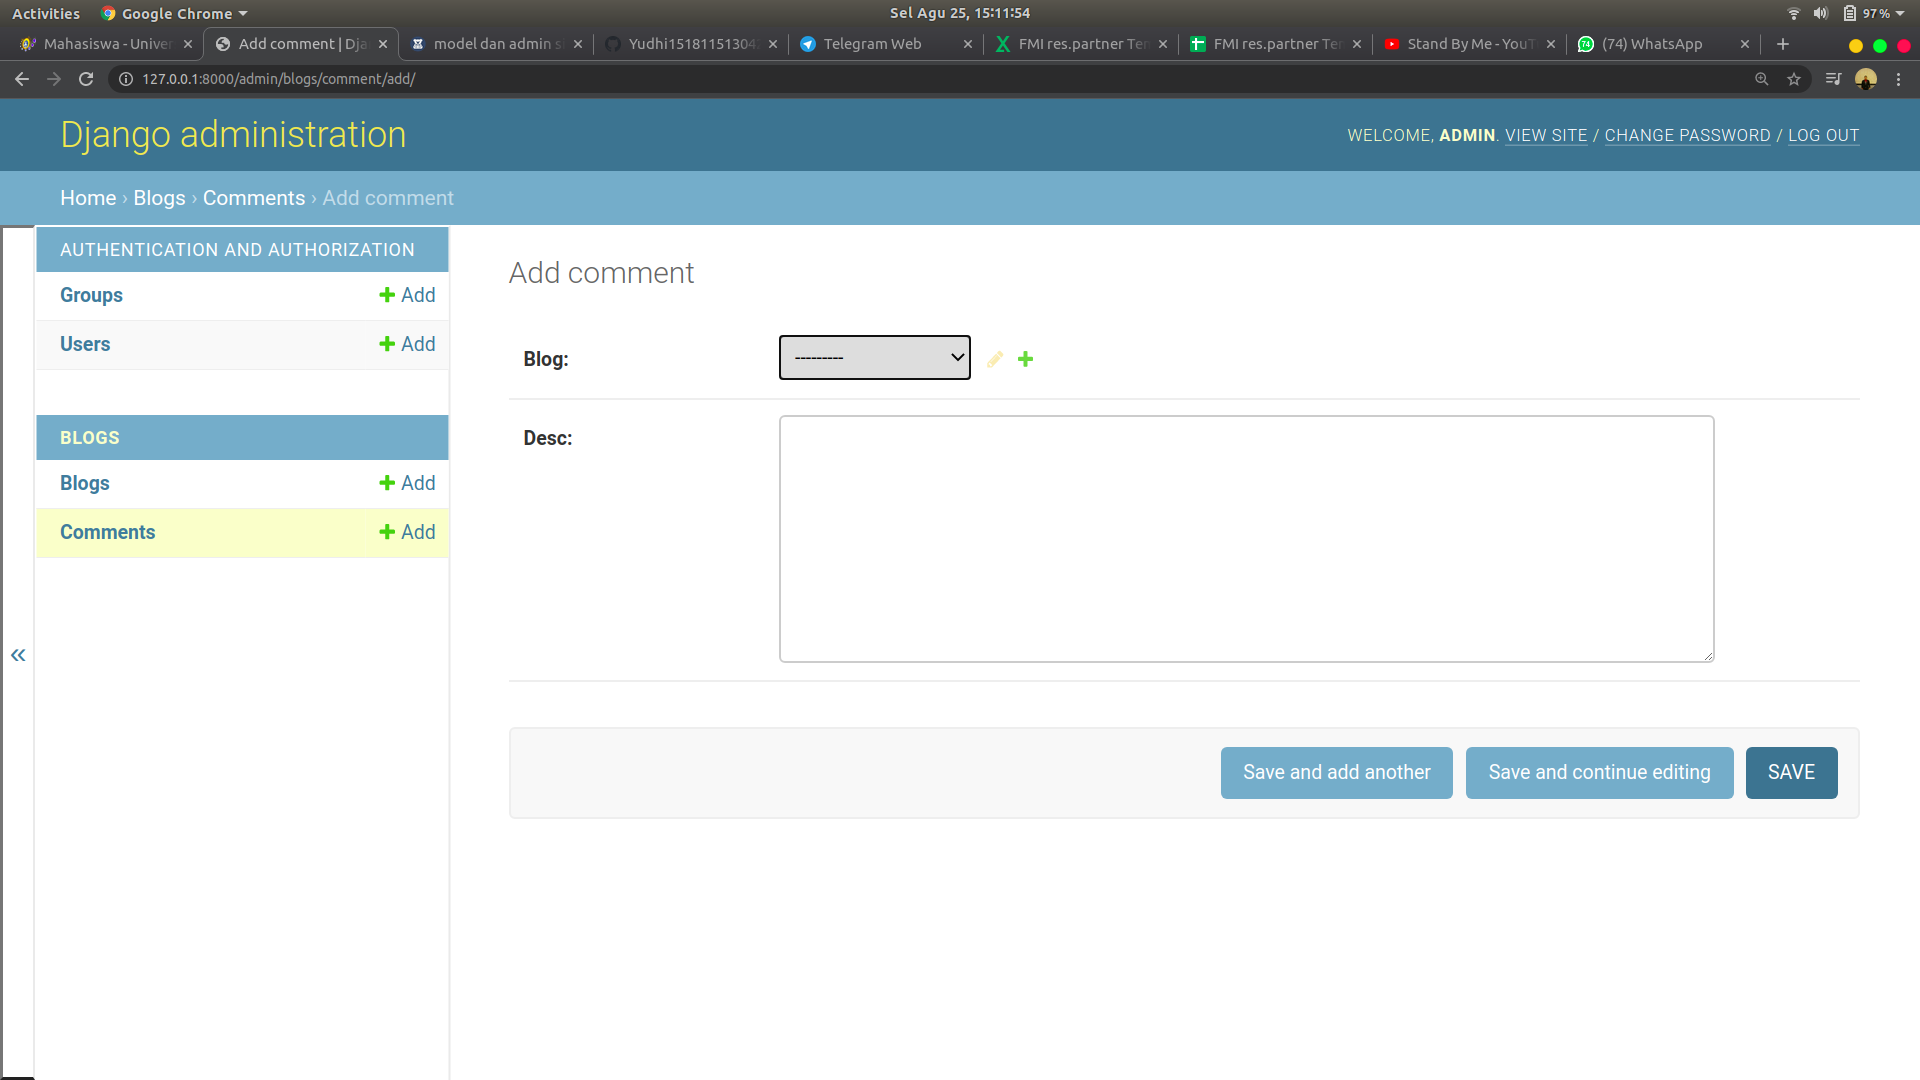 Activities Google Chrome Sel Agu 25, 15:11:54 97 %
Mahasiswa - Univer Add comment | Dja model dan admin s Telegram Web FMI res.partner Ter FMI res.partner Ter Stand By Me - YouT (74) WhatsApp
127.0.0.1:8000/admin/blogs/comment/add/
Django administration
WELCOME, ADMIN. VIEW SITE / CHANGE PASSWORD / LOG OUT
Home › Blogs › Comments › Add comment
AUTHENTICATION AND AUTHORIZATION
Groups + Add
Users + Add
BLOGS
Blogs + Add
Comments + Add
«
Add comment
Blog: ---------
Desc:
Save and add another Save and continue editing SAVE